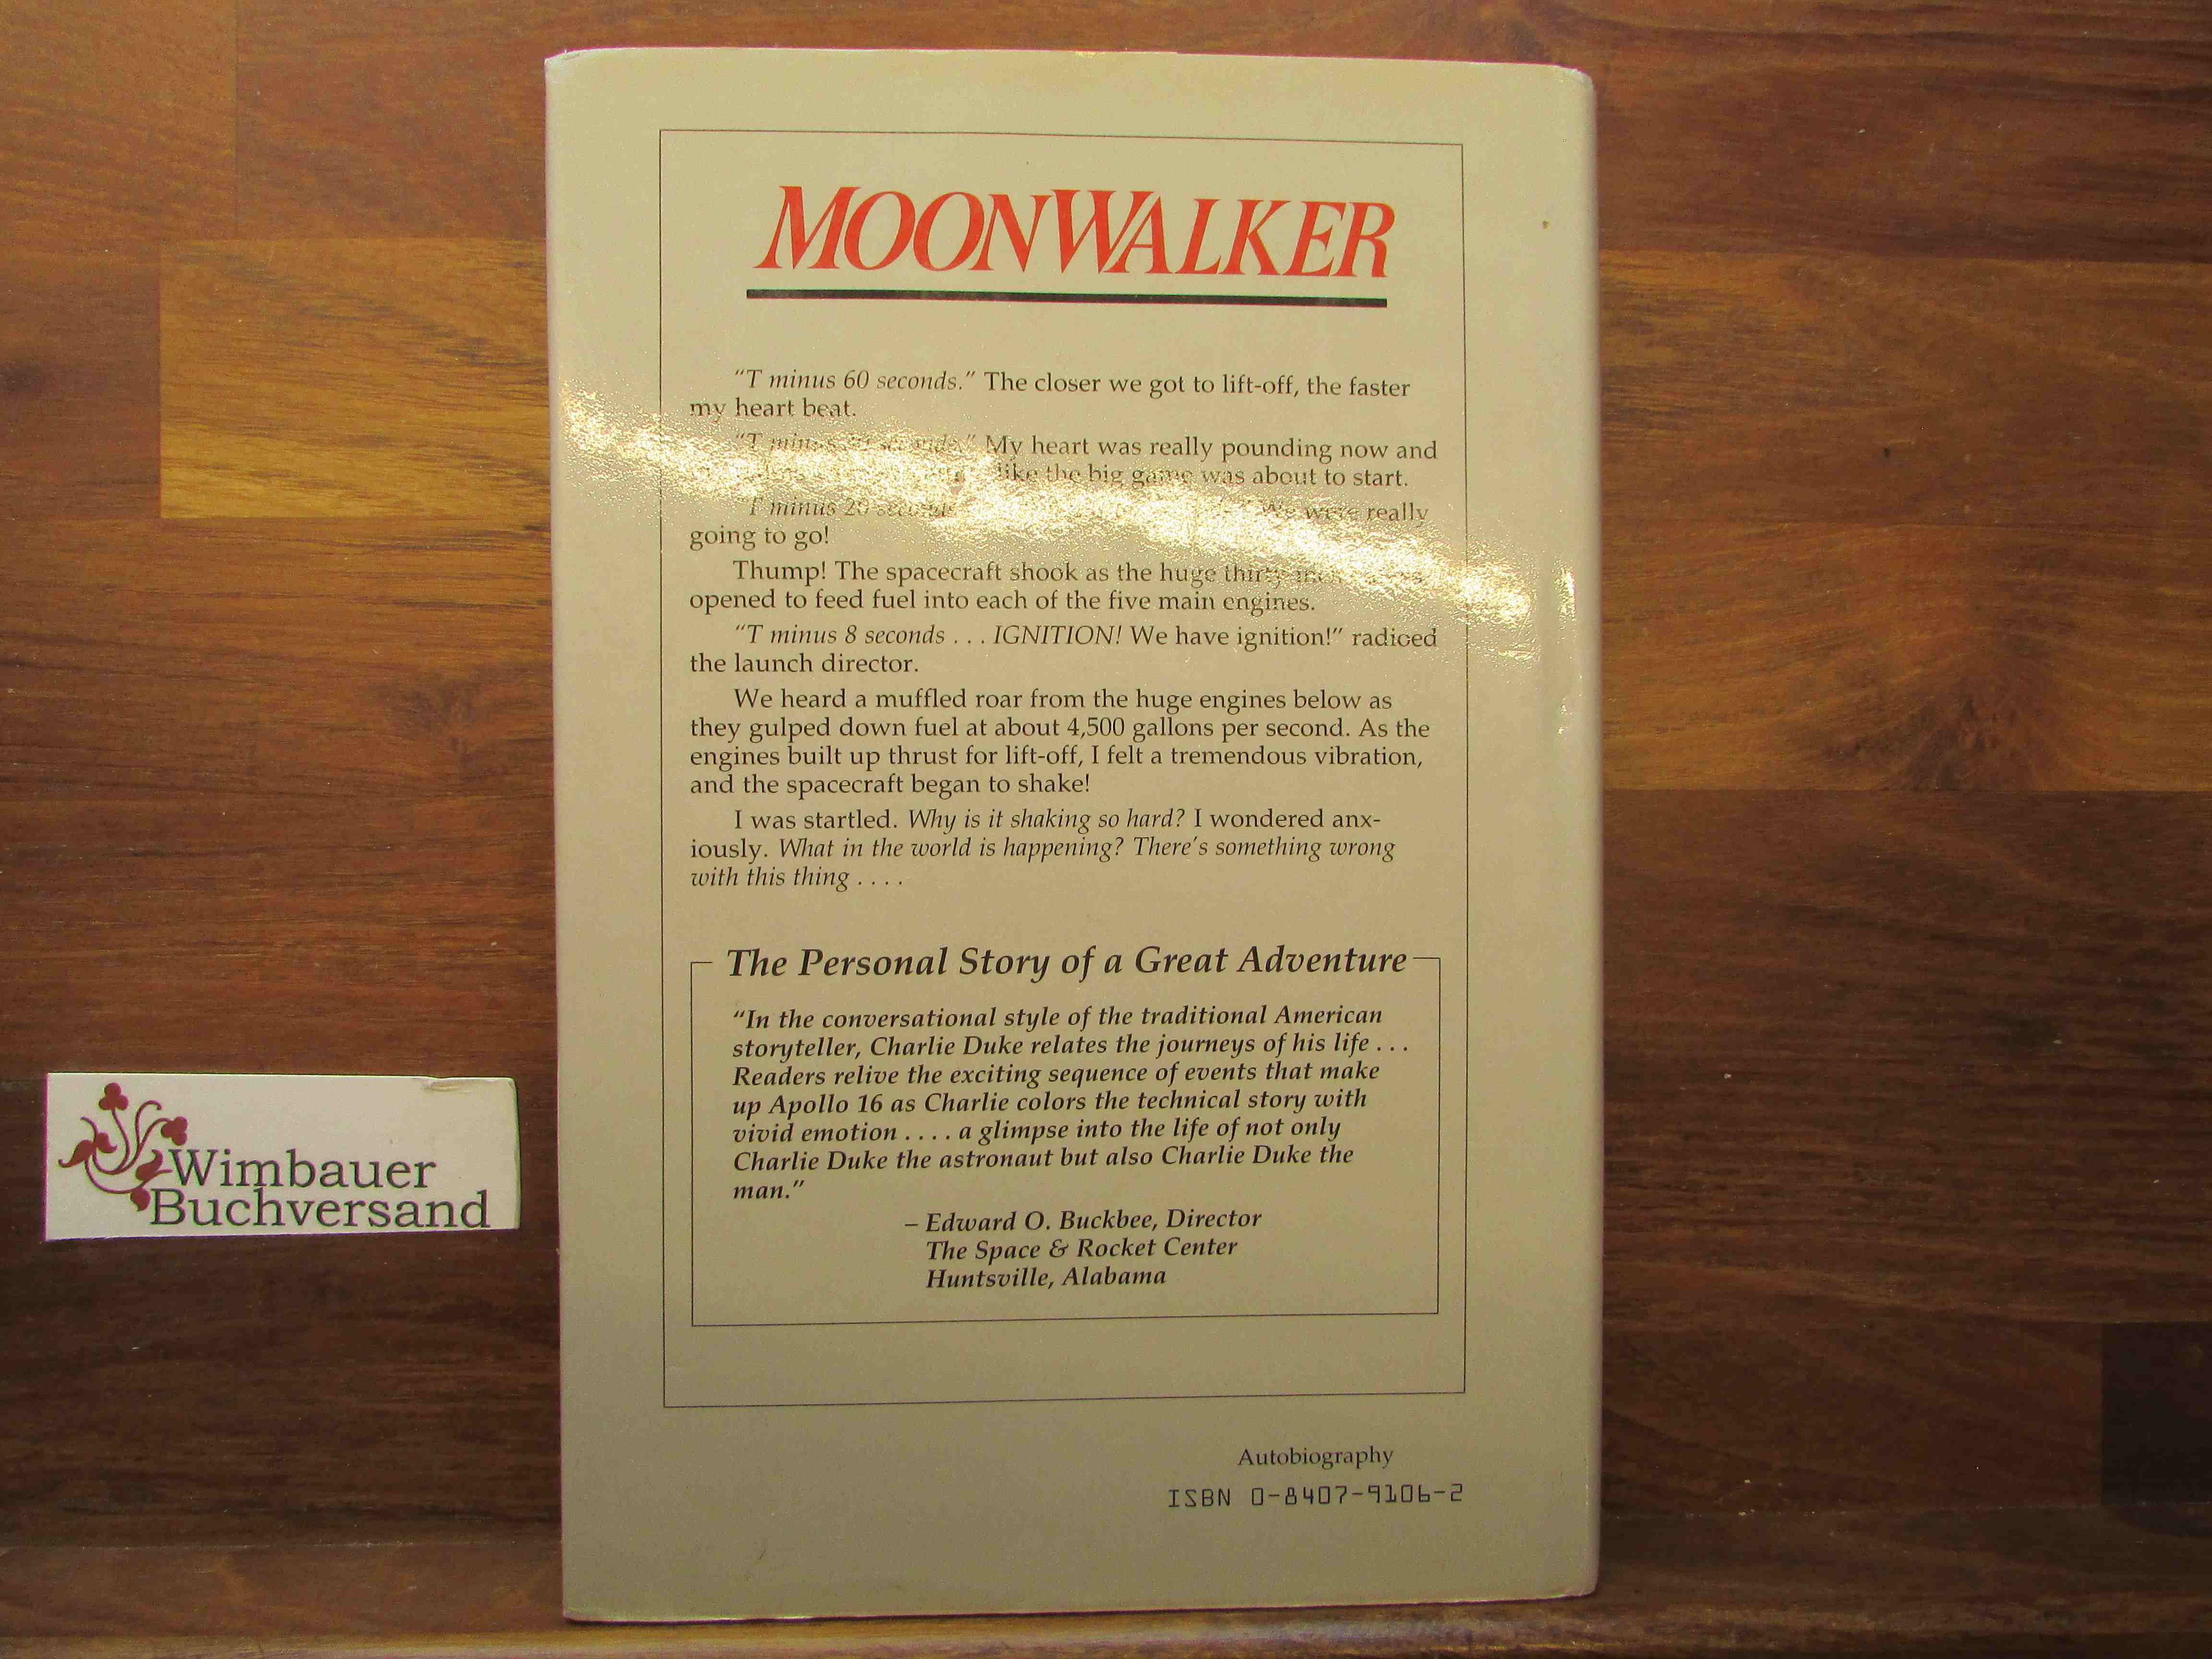 MOONWALKER
"T minus 60 seconds." The closer we got to lift-off, the faster
my heart beat.
"T minus seconds." My heart was really pounding now and
like the big game was about to start.
"T minus 20 seconds We were really
going to go!
Thump! The spacecraft shook as the huge thirty-inch
opened to feed fuel into each of the five main engines.
"T minus 8 seconds . . . IGNITION! We have ignition!" radioed
the launch director.
We heard a muffled roar from the huge engines below as
they gulped down fuel at about 4,500 gallons per second. As the
engines built up thrust for lift-off, I felt a tremendous vibration,
and the spacecraft began to shake!
I was startled. Why is it shaking so hard? I wondered anx-
iously. What in the world is happening? There's something wrong
with this thing . . . .
The Personal Story of a Great Adventure
"In the conversational style of the traditional American
storyteller, Charlie Duke relates the journeys of his life . . .
Readers relive the exciting sequence of events that make
up Apollo 16 as Charlie colors the technical story with
vivid emotion . . . . a glimpse into the life of not only
Charlie Duke the astronaut but also Charlie Duke the
man."
– Edward O. Buckbee, Director
The Space & Rocket Center
Huntsville, Alabama
Autobiography
ISBN 0-8407-9106-2
Wimbauer
Buchversand